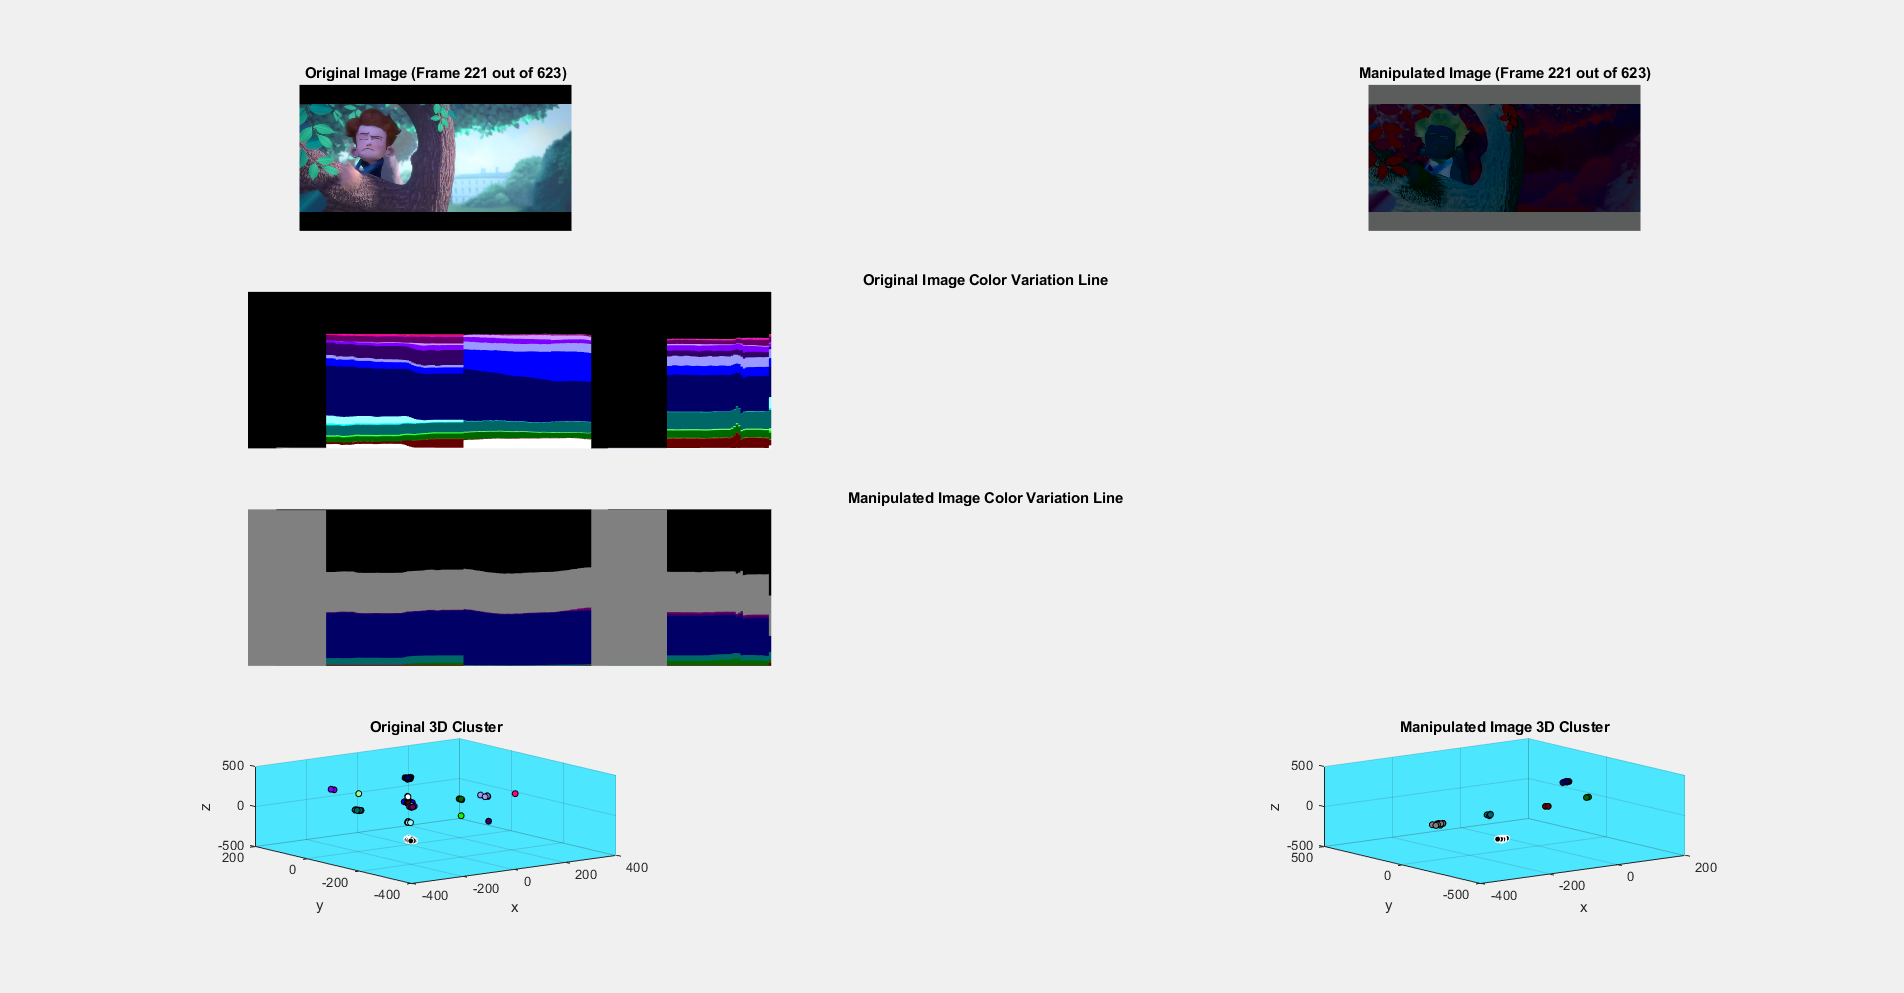 Original Image (Frame 221 out of 623)
Manipulated Image (Frame 221 out of 623)
Original Image Color Variation Line
Manipulated Image Color Variation Line
Original 3D Cluster
500
0
-500
z
200
0
-200
-400
y
-400
-200
0
200
400
x
Manipulated Image 3D Cluster
500
0
-500
z
500
0
-500
y
-400
-200
0
200
x